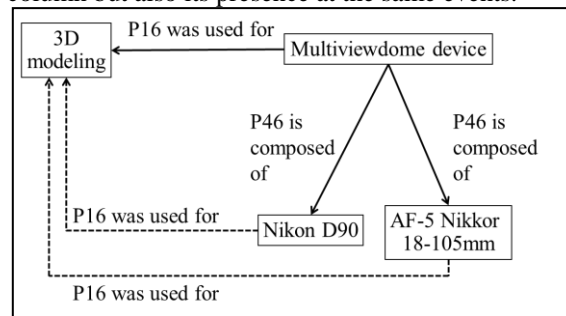 column but also its presence at the same events.
3D
modeling
P16 was used for
Multiviewdome device
P46 is
composed
of
P46 is
composed
of
P16 was used for
Nikon D90
AF-5 Nikkor
18-105mm
P16 was used for